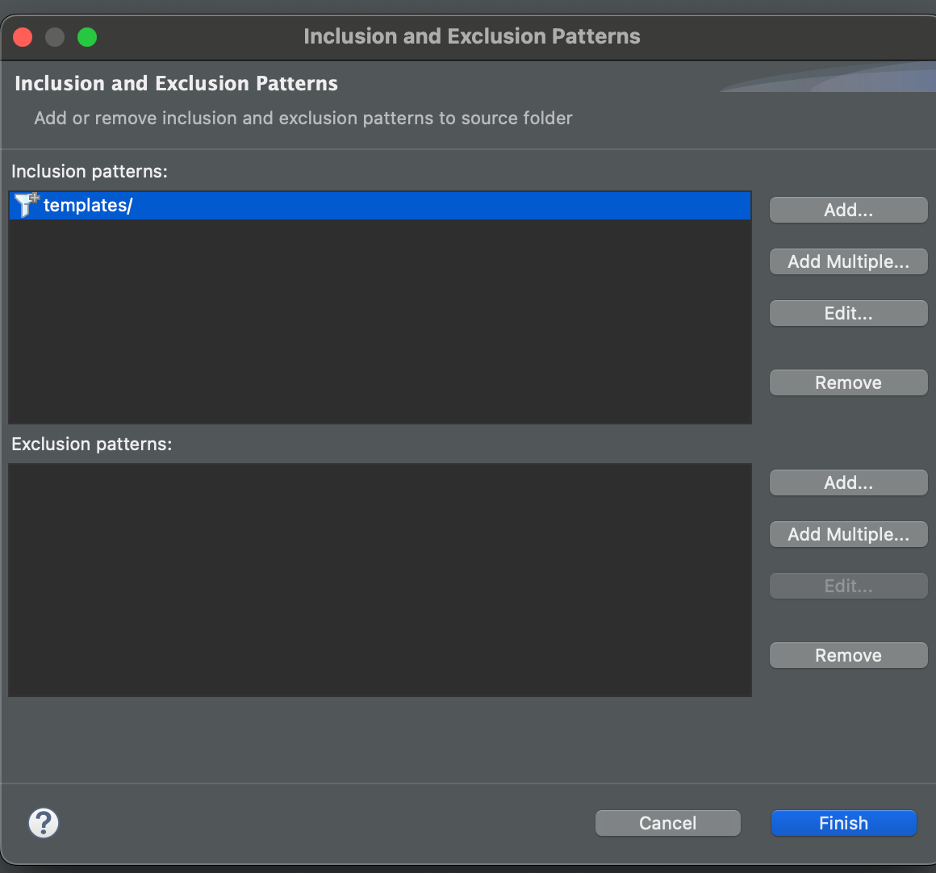 Inclusion and Exclusion Patterns
Inclusion and Exclusion Patterns
Add or remove inclusion and exclusion patterns to source folder
Inclusion patterns:
templates/
Add...
Add Multiple...
Edit...
Remove
Exclusion patterns:
Add...
Add Multiple...
Edit...
Remove
?
Cancel
Finish